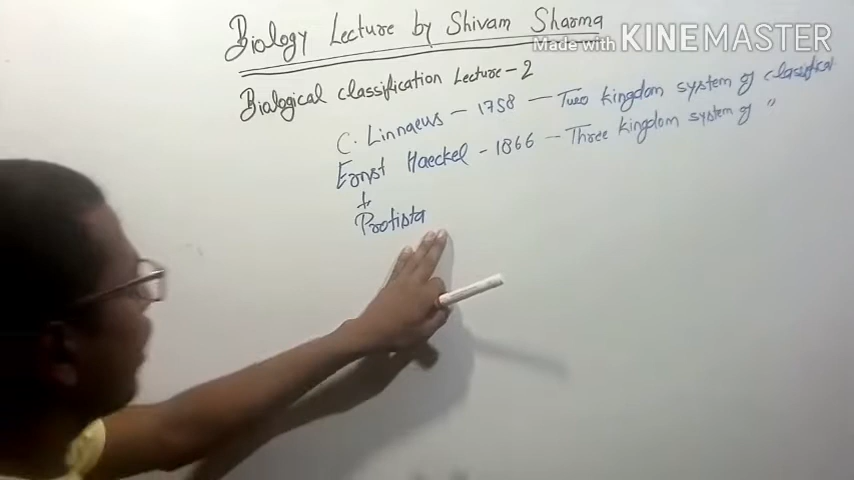 Biology Lecture by Shivam Sharma
Made with KINEMASTER
Biological classification Lecture-2
C. Linnaeus - 1758 - Two kingdom system of classificat
Ernst Haeckel - 1866 - Three kingdom system of "
Protista